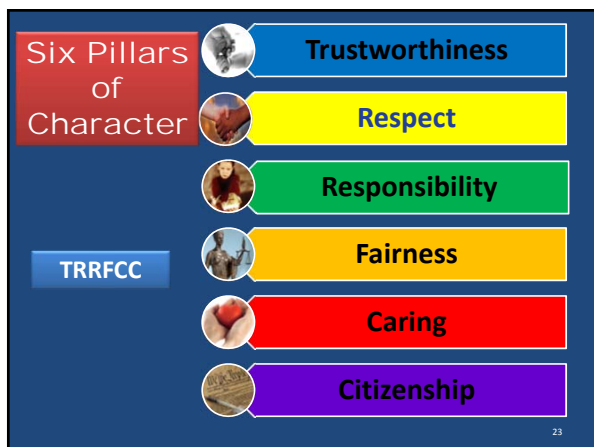 Six Pillars
of
Character
TRRFCC
Trustworthiness
Respect
Responsibility
Fairness
Caring
Citizenship
23